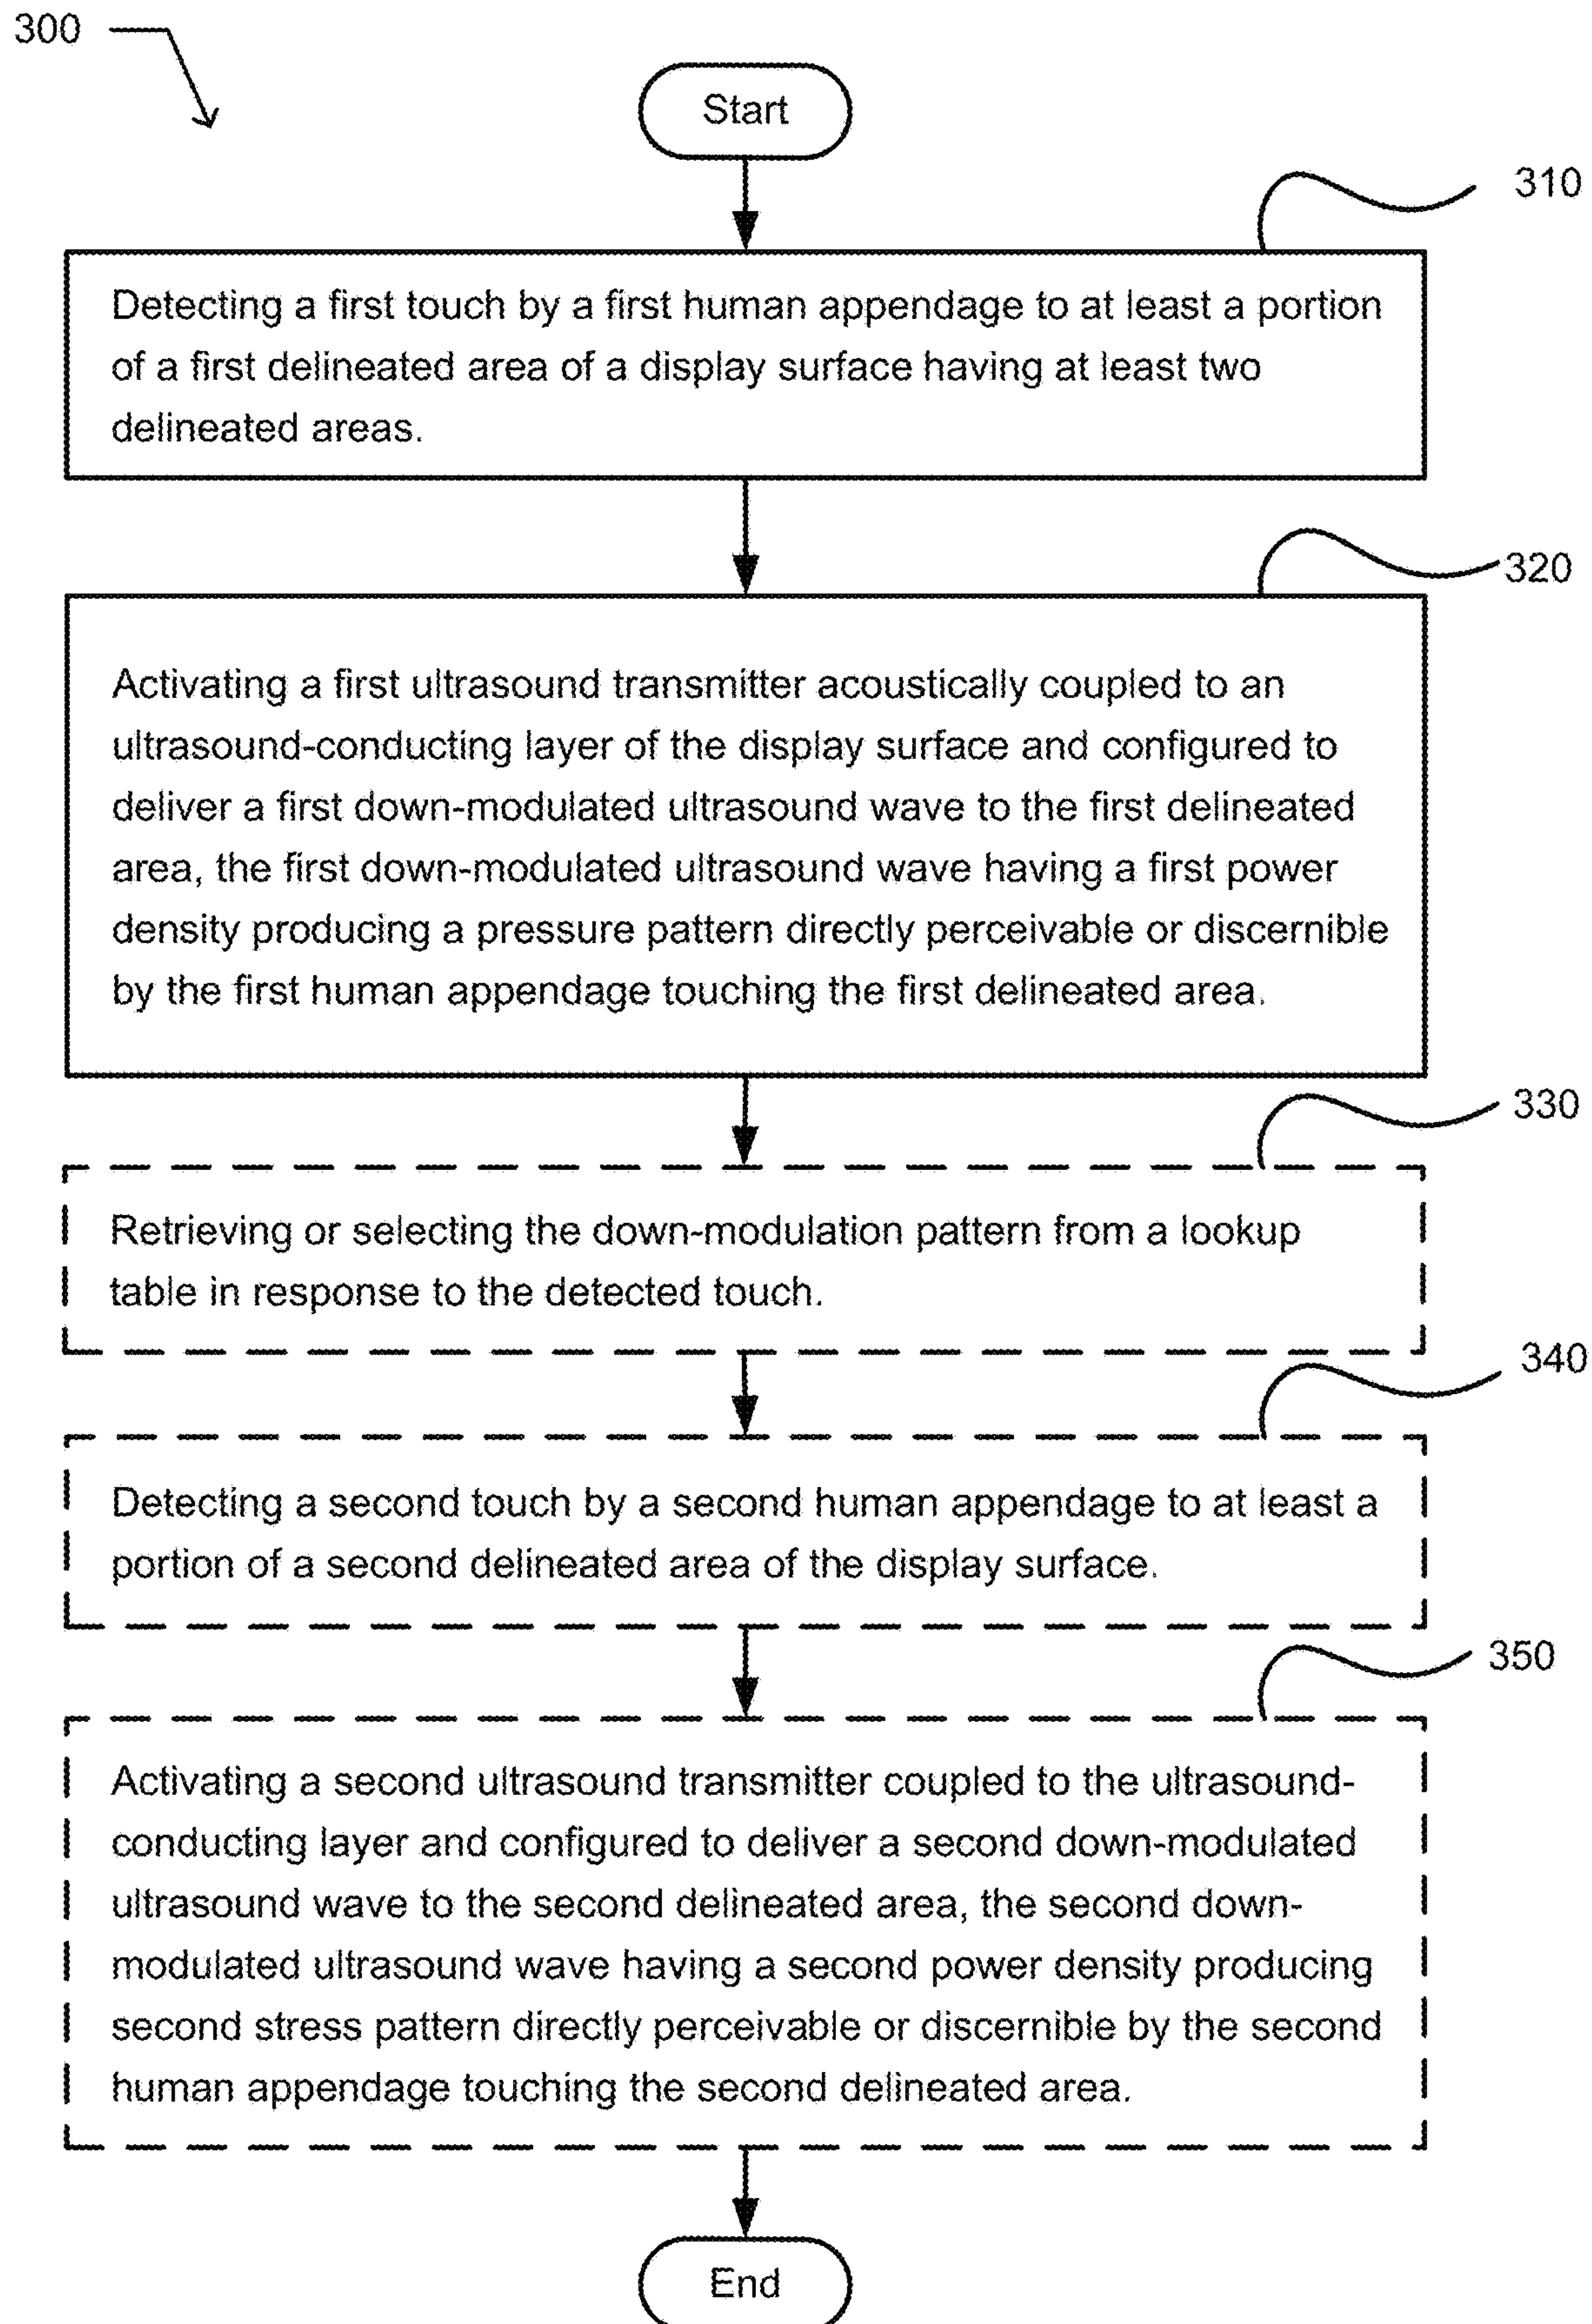 300
Start
310
Detecting a first touch by a first human appendage to at least a portion
of a first delineated area of a display surface having at least two
delineated areas.
320
Activating a first ultrasound transmitter acoustically coupled to an
ultrasound-conducting layer of the display surface and configured to
deliver a first down-modulated ultrasound wave to the first delineated
area, the first down-modulated ultrasound wave having a first power
density producing a pressure pattern directly perceivable or discernible
by the first human appendage touching the first delineated area.
330
Retrieving or selecting the down-modulation pattern from a lookup
table in response to the detected touch.
340
Detecting a second touch by a second human appendage to at least a
portion of a second delineated area of the display surface.
350
Activating a second ultrasound transmitter coupled to the ultrasound-
conducting layer and configured to deliver a second down-modulated
ultrasound wave to the second delineated area, the second down-
modulated ultrasound wave having a second power density producing
second stress pattern directly perceivable or discernible by the second
human appendage touching the second delineated area.
End